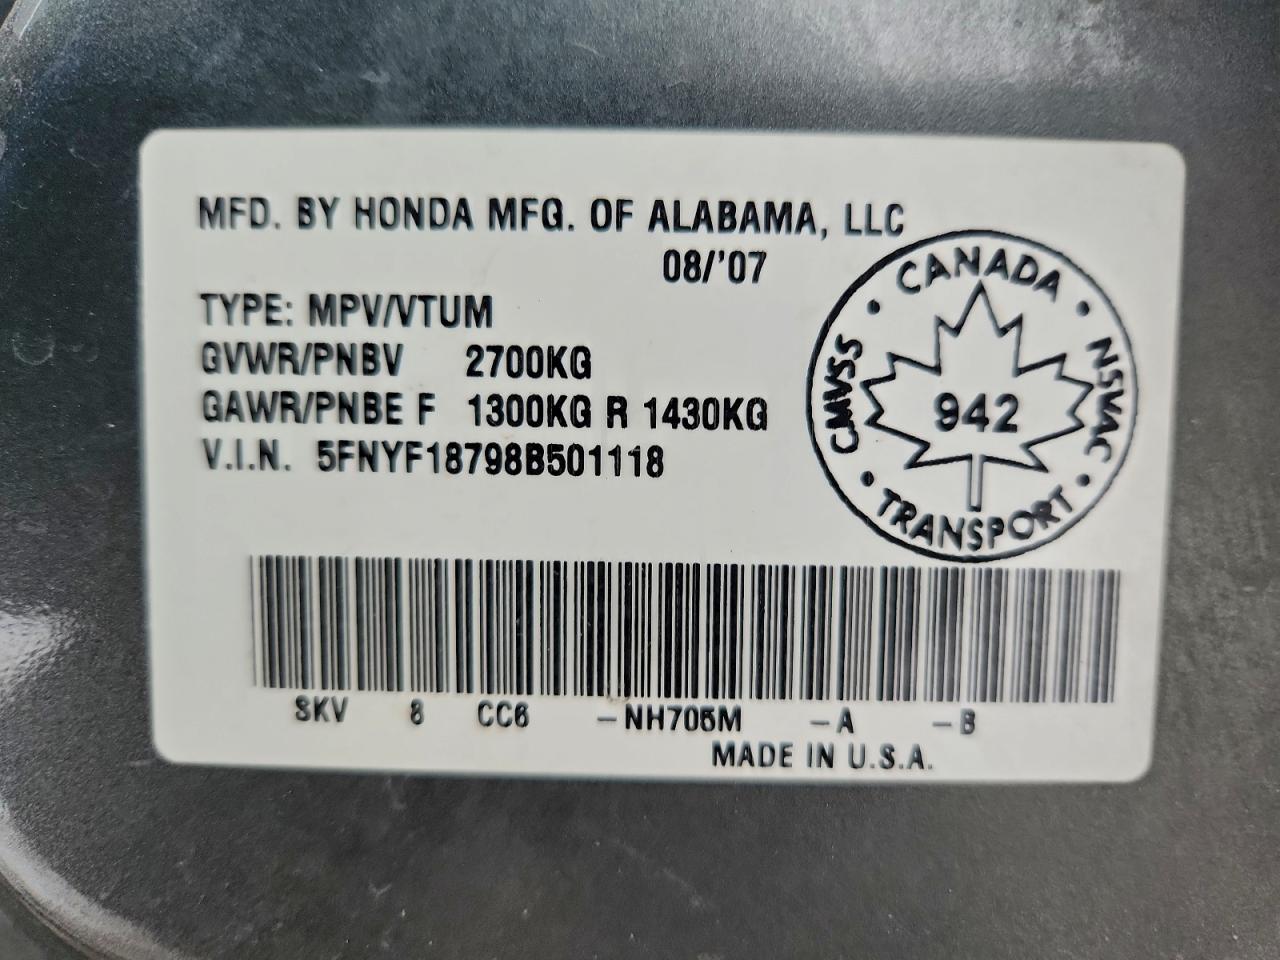 MFD. BY HONDA MFG. OF ALABAMA, LLC
08/'07
TYPE: MPV/VTUM
GVWR/PNBV 2700KG
GAWR/PNBE F 1300KG R 1430KG
V.I.N. 5FNYF18798B501118
CANADA
CMVSS
NSVAC
942
TRANSPORT
SKV 8 CC6 -NH705M -A -B
MADE IN U.S.A.